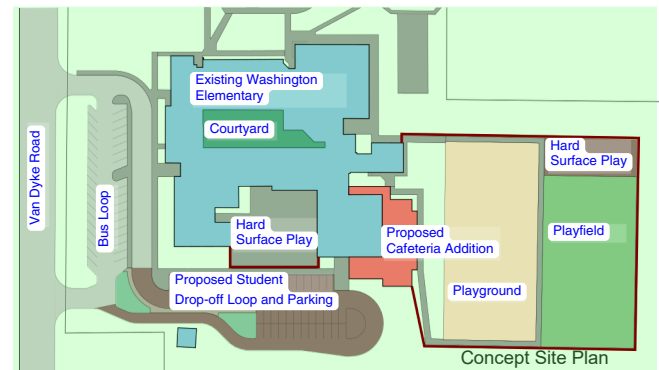 Existing Washington
Elementary
Courtyard
Van Dyke Road
Bus Loop
Hard
Surface Play
Proposed
Cafeteria Addition
Hard
Surface Play
Playfield
Playground
Proposed Student
Drop-off Loop and Parking
Concept Site Plan